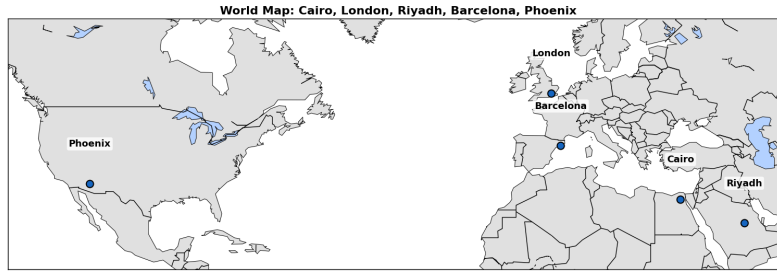 World Map: Cairo, London, Riyadh, Barcelona, Phoenix
London
Barcelona
Phoenix
Cairo
Riyadh